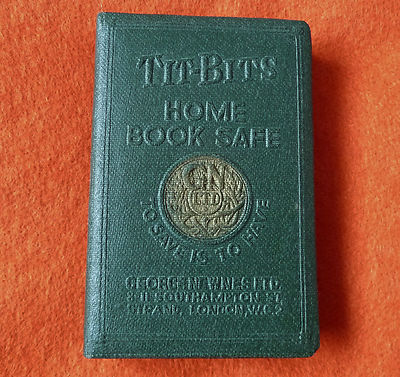 TIT-BITS
HOME
BOOK SAFE
GN
LTD
TO SAVE IS TO HAVE
GEORGE NEWNES LTD.
8-11 SOUTHAMPTON ST.
STRAND, LONDON, W.C.2